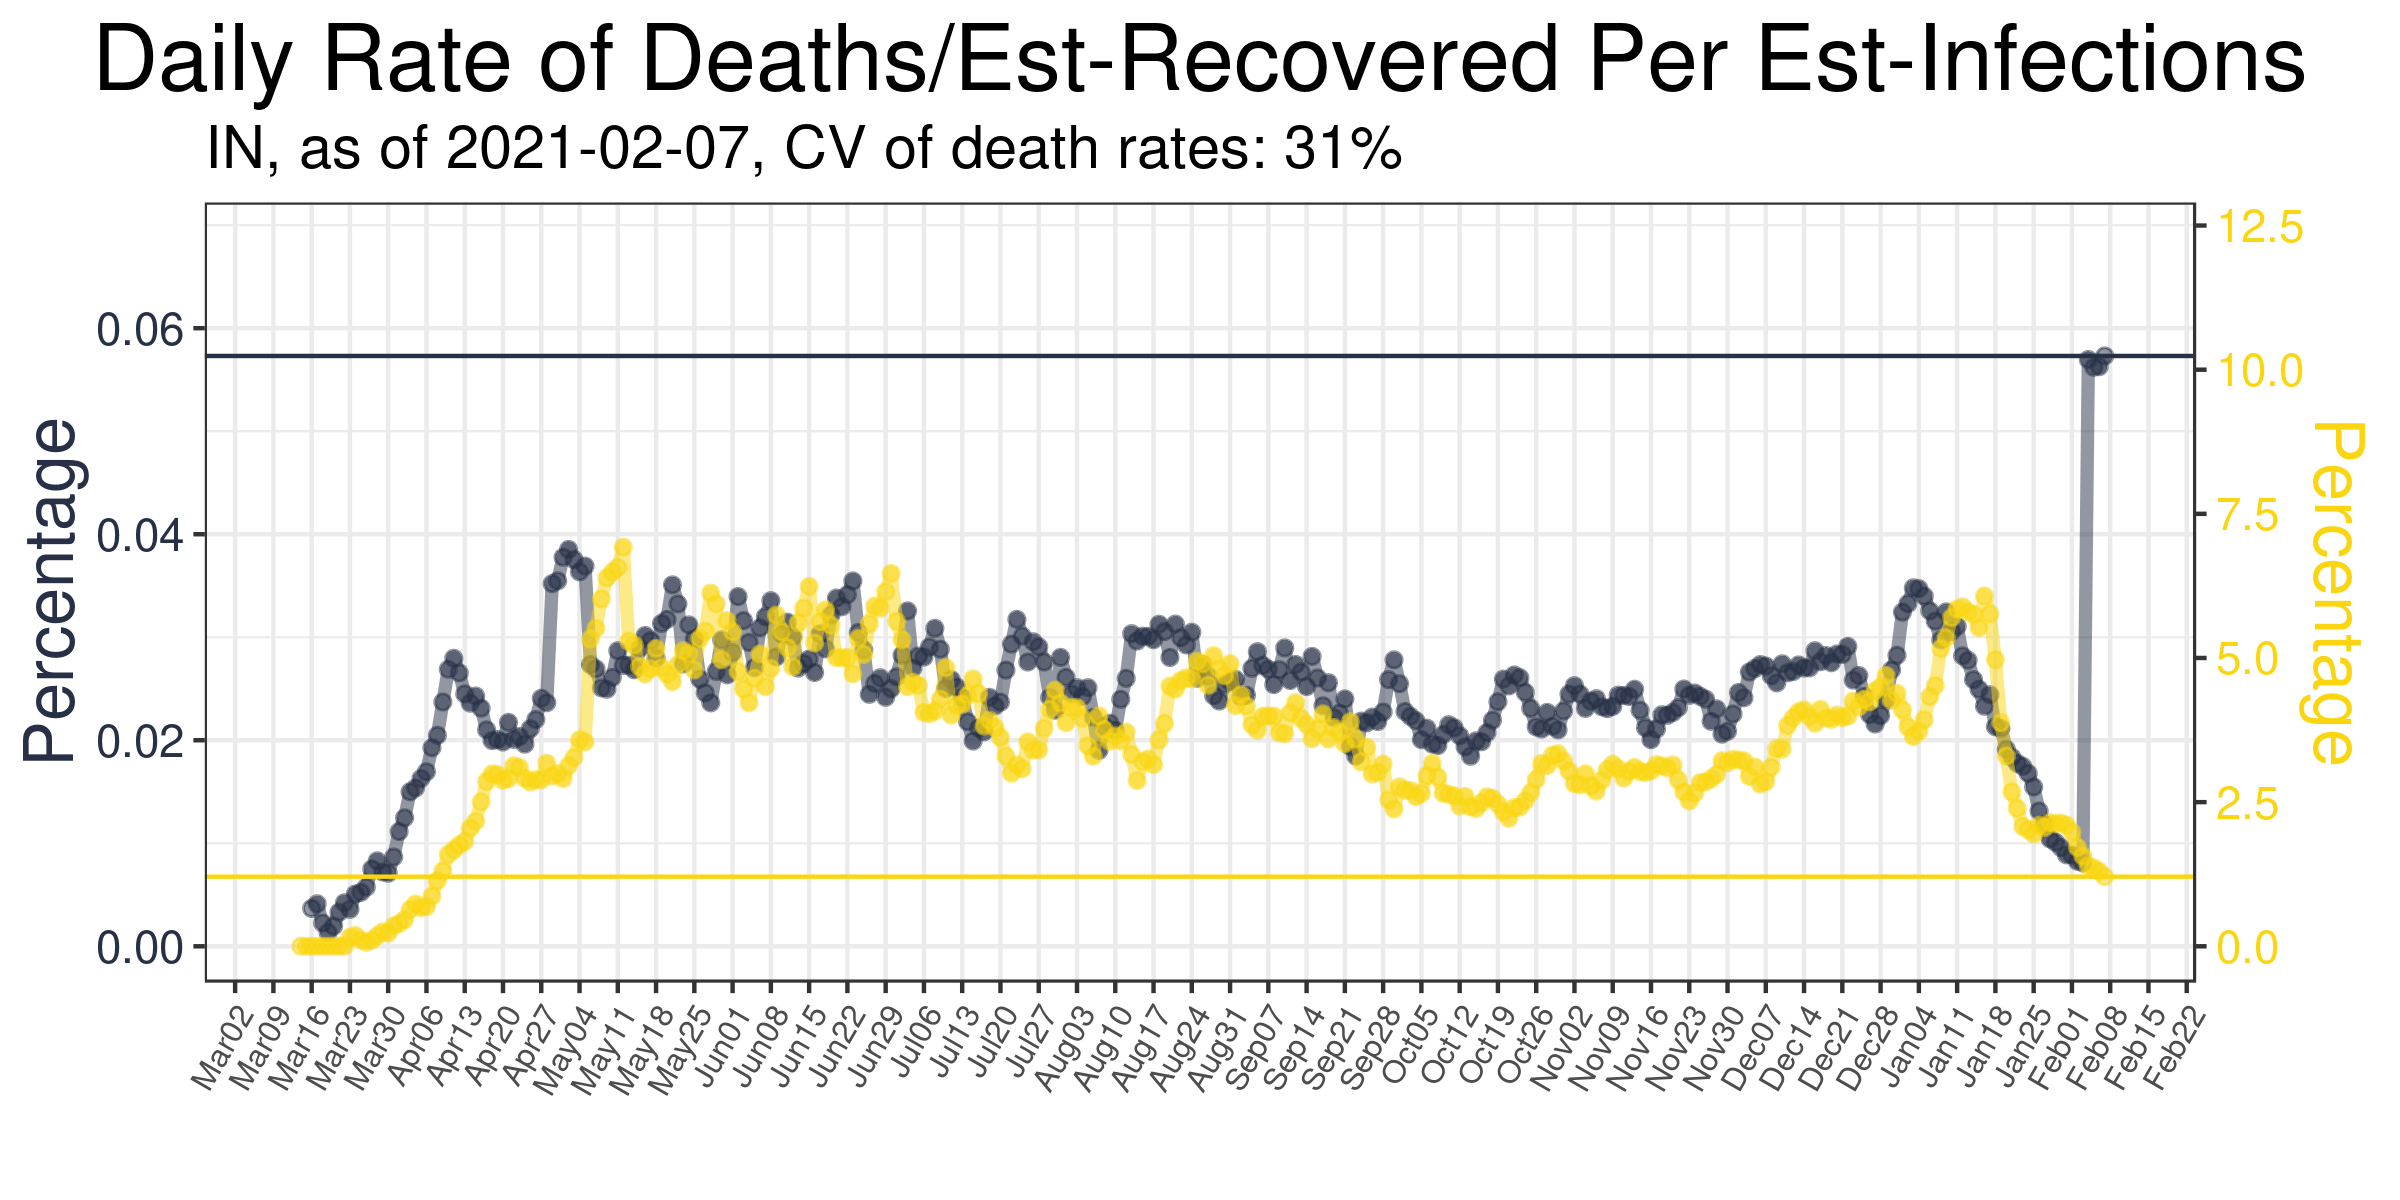 Daily Rate of Deaths/Est-Recovered Per Est-Infections
IN, as of 2021-02-07, CV of death rates: 31%
Percentage
0.06
0.04
0.02
0.00
12.5
10.0
7.5
5.0
2.5
0.0
Percentage
Mar02
Mar09
Mar16
Mar23
Mar30
Apr06
Apr13
Apr20
Apr27
May04
May11
May18
May25
Jun01
Jun08
Jun15
Jun22
Jun29
Jul06
Jul13
Jul20
Jul27
Aug03
Aug10
Aug17
Aug24
Aug31
Sep07
Sep14
Sep21
Sep28
Oct05
Oct12
Oct19
Oct26
Nov02
Nov09
Nov16
Nov23
Nov30
Dec07
Dec14
Dec21
Dec28
Jan04
Jan11
Jan18
Jan25
Feb01
Feb08
Feb15
Feb22